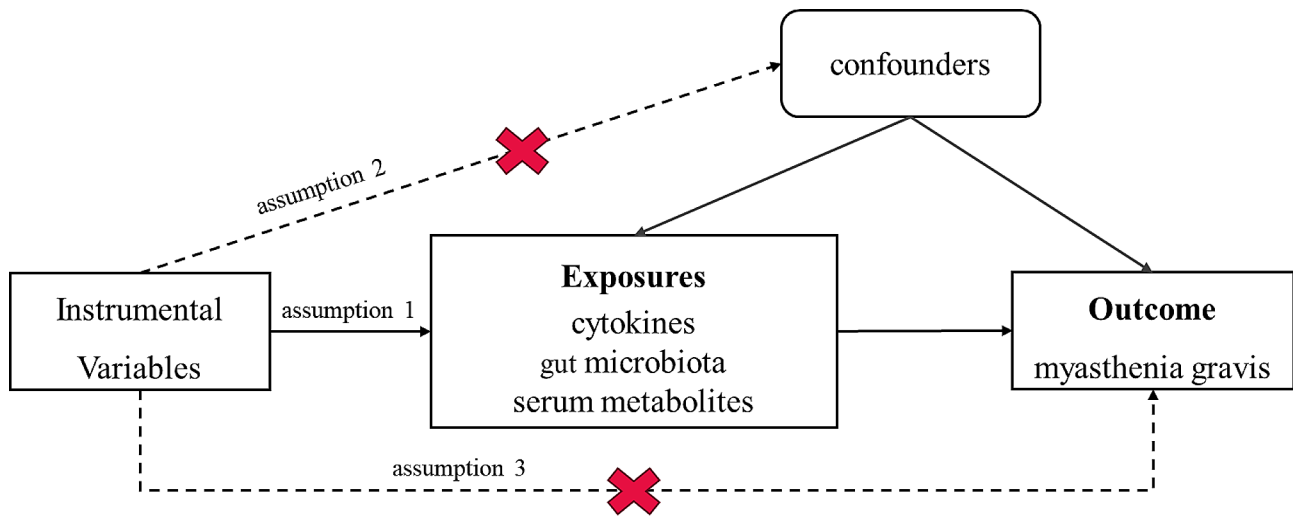 confounders
assumption 2
Instrumental
Variables
assumption 1
Exposures
cytokines
gut microbiota
serum metabolites
Outcome
myasthenia gravis
assumption 3